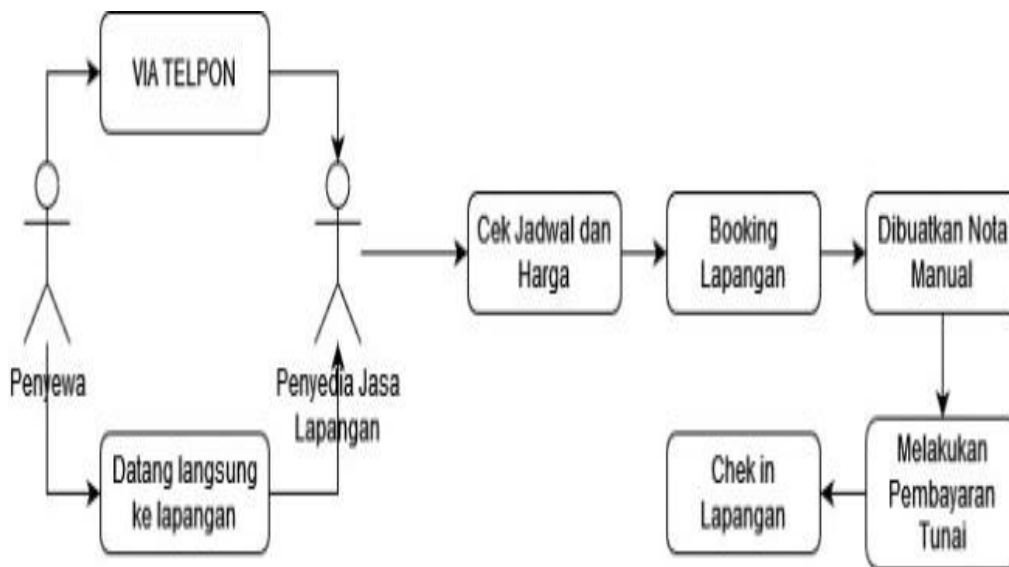 VIA TELPON
Penyewa
Penyedia Jasa
Lapangan
Datang langsung
ke lapangan
Cek Jadwal dan
Harga
Booking
Lapangan
Dibuatkan Nota
Manual
Melakukan
Pembayaran
Tunai
Chek in
Lapangan